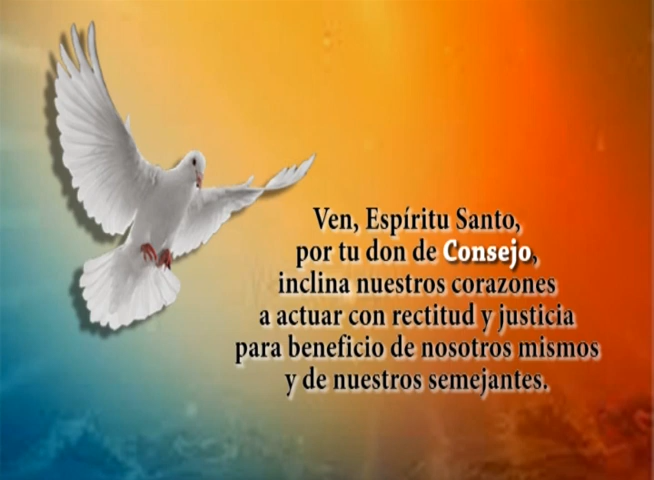 Ven, Espíritu Santo,
por tu don de Consejo,
inclina nuestros corazones
a actuar con rectitud y justicia
para beneficio de nosotros mismos
y de nuestros semejantes.